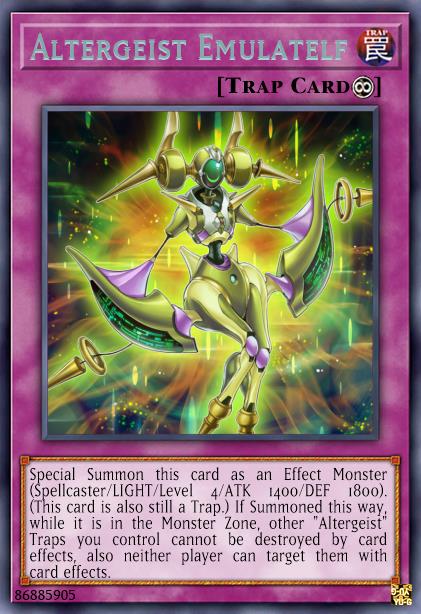 ALTERGEIST EMULATELF
TRAP
罠
[TRAP CARD]
Special Summon this card as an Effect Monster
(Spellcaster/LIGHT/Level 4/ATK 1400/DEF 1800).
(This card is also still a Trap.) If Summoned this way,
while it is in the Monster Zone, other "Altergeist"
Traps you control cannot be destroyed by card
effects, also neither player can target them with
card effects.
86885905